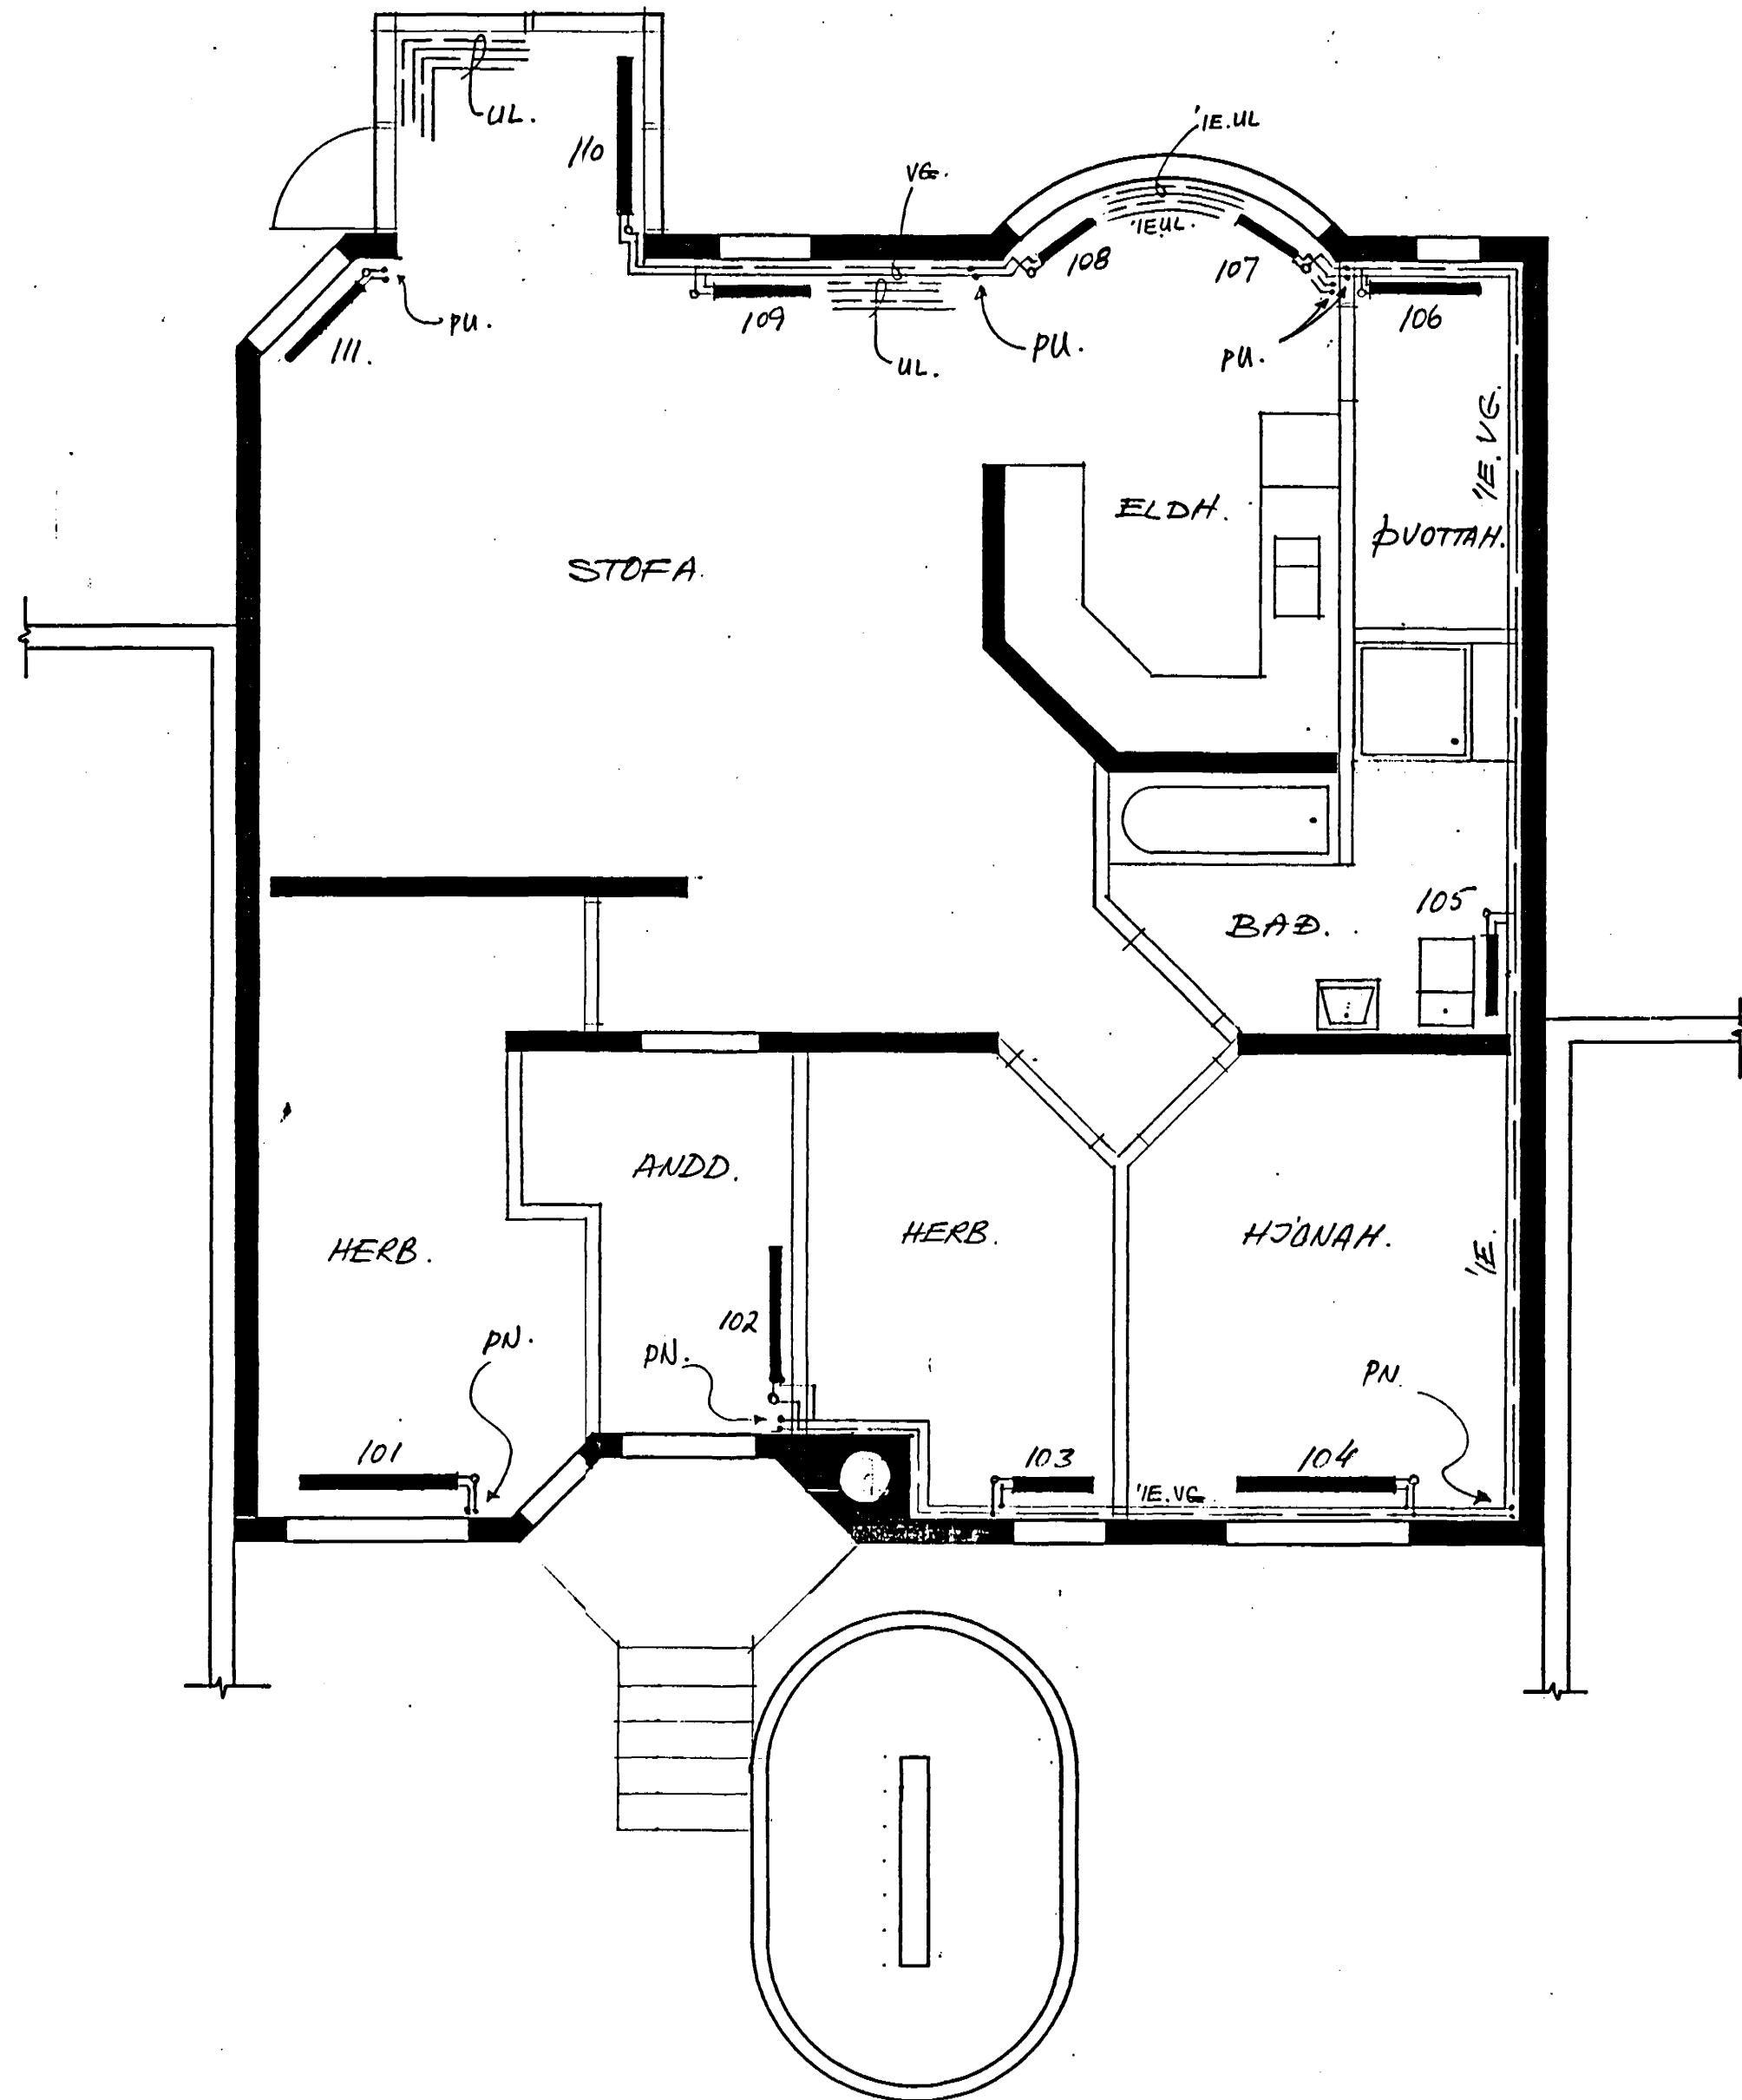 UL.
110
'IE.UL
VG.
'IEUL.
108
107
106
109
111.
PU.
UL.
PU.
PU.
'IE. VG.
ELDH.
ÞVOTTAH.
STOFA.
105
BAÐ.
ANDD.
HERB.
HERB.
HJÓNAH.
'IE.
102
PN.
PN.
PN.
101
103
104
'IE. VG